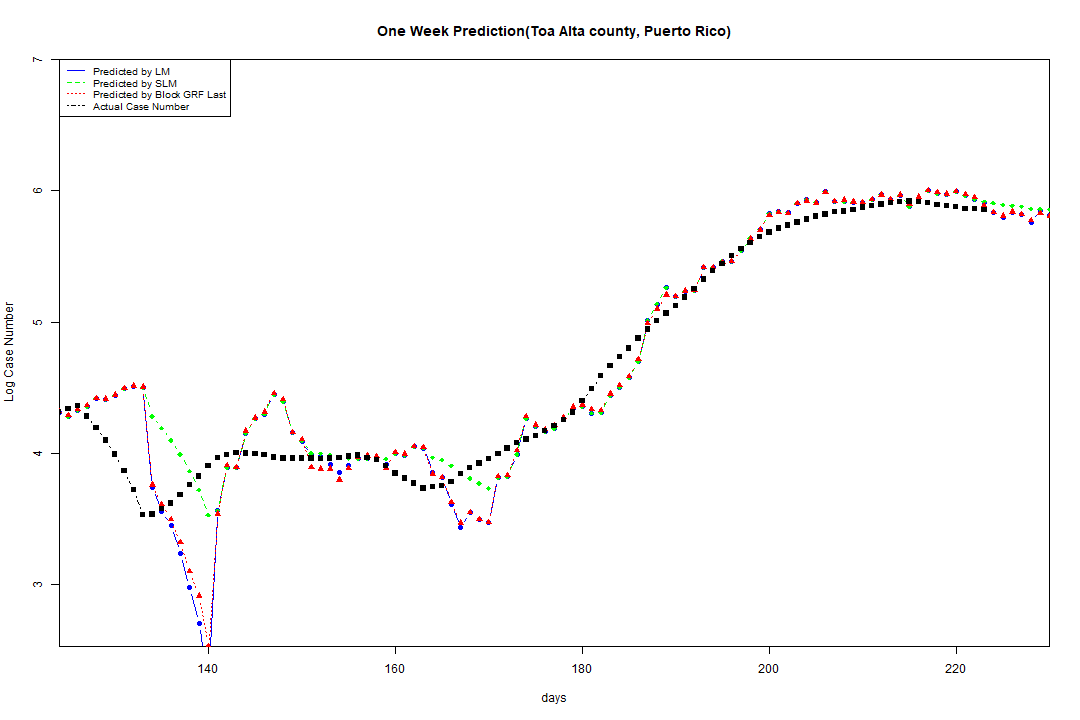 One Week Prediction(Toa Alta county, Puerto Rico)
Predicted by LM
Predicted by SLM
Predicted by Block GRF Last
Actual Case Number
Log Case Number
7
6
5
4
3
140 160 180 200 220
days